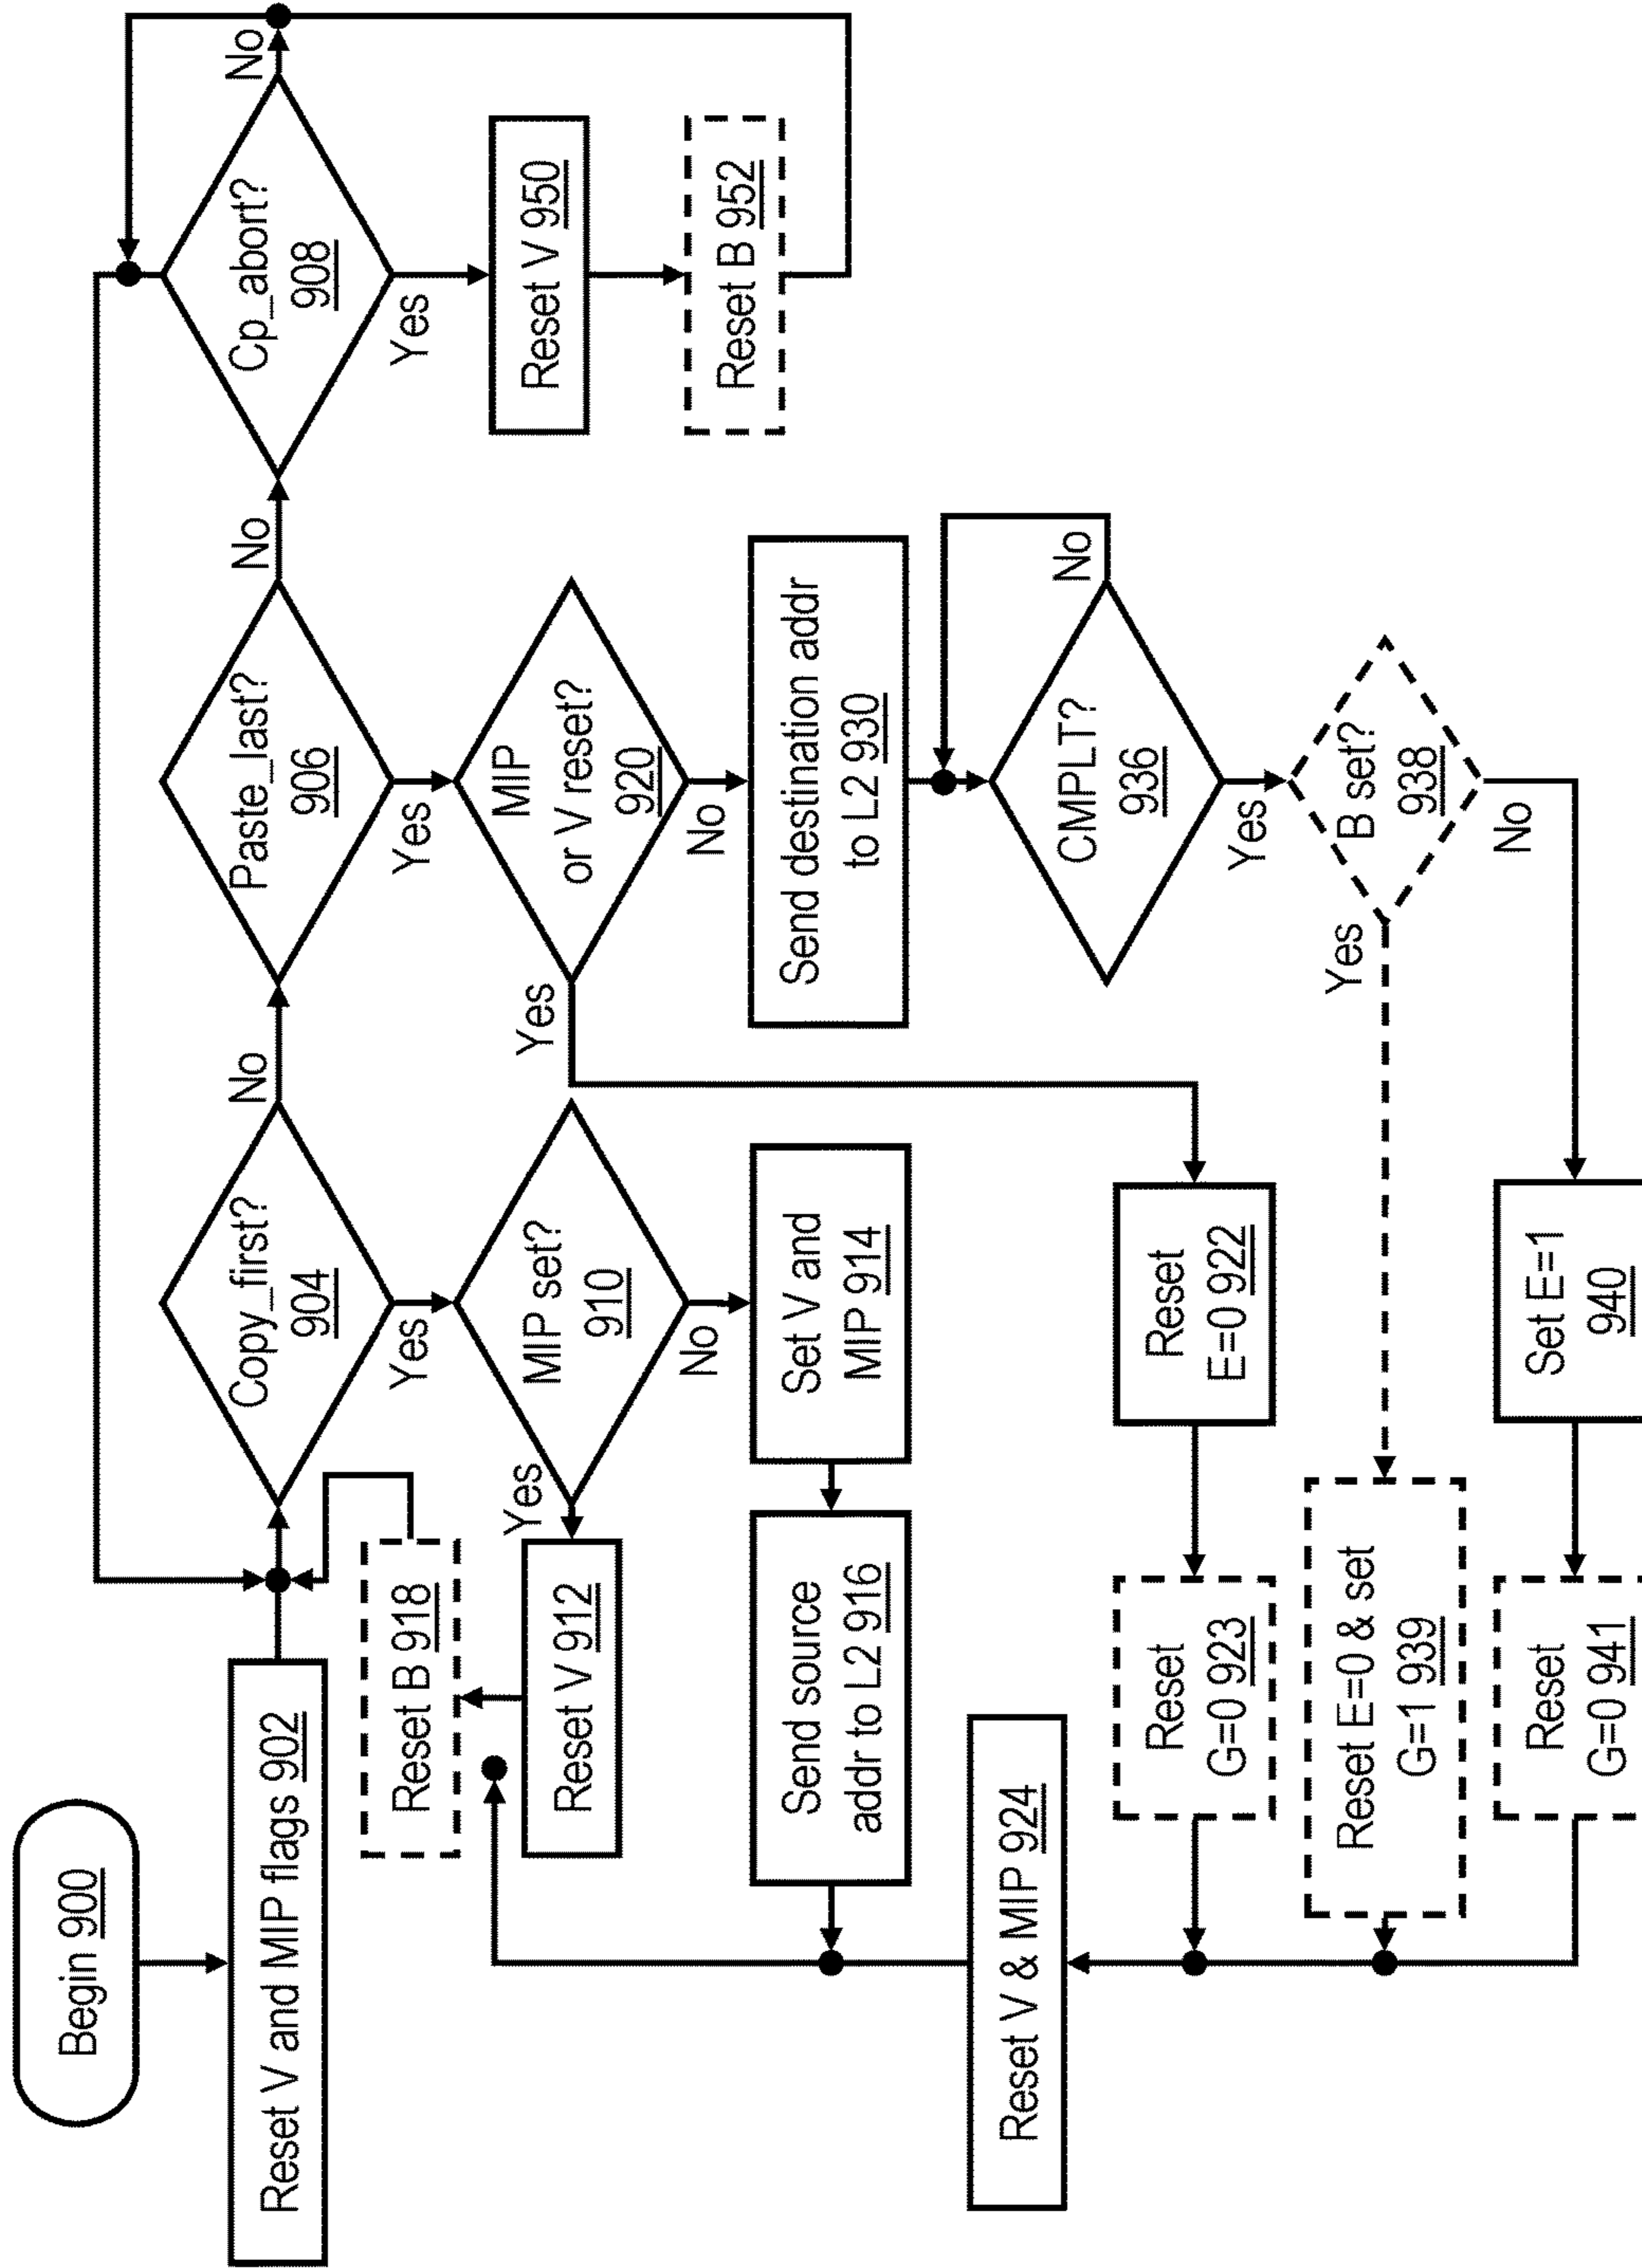 Begin 900
Reset V and MIP flags 902
Copy_first?
904
No
Yes
Paste_last?
906
No
Yes
Cp_abort?
908
No
Yes
Reset B 918
Reset V 912
Yes
MIP set?
910
No
Yes
MIP
or V reset?
920
No
Reset V 950
Reset B 952
Send source
addr to L2 916
Set V and
MIP 914
Send destination addr
to L2 930
Reset V & MIP 924
CMPLT?
936
No
Yes
Reset
G=0 923
Reset
E=0 922
Reset E=0 & set
G=1 939
Yes
B set?
938
No
Reset
G=0 941
Set E=1
940